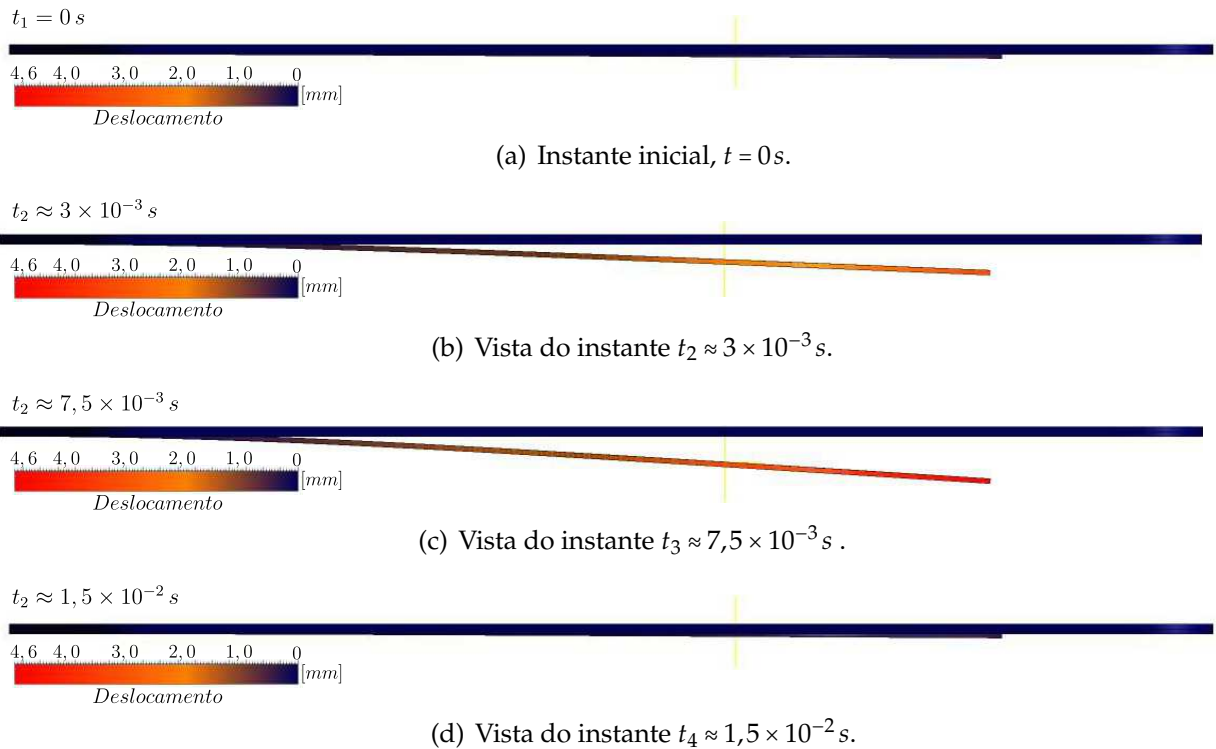 t₁ = 0 s
4,6 4,0 3,0 2,0 1,0 0
[mm]
Deslocamento
(a) Instante inicial, t = 0 s.
t₂ ≈ 3 × 10⁻³ s
4,6 4,0 3,0 2,0 1,0 0
[mm]
Deslocamento
(b) Vista do instante t₂ ≈ 3 × 10⁻³ s.
t₂ ≈ 7,5 × 10⁻³ s
4,6 4,0 3,0 2,0 1,0 0
[mm]
Deslocamento
(c) Vista do instante t₃ ≈ 7,5 × 10⁻³ s .
t₂ ≈ 1,5 × 10⁻² s
4,6 4,0 3,0 2,0 1,0 0
[mm]
Deslocamento
(d) Vista do instante t₄ ≈ 1,5 × 10⁻² s.